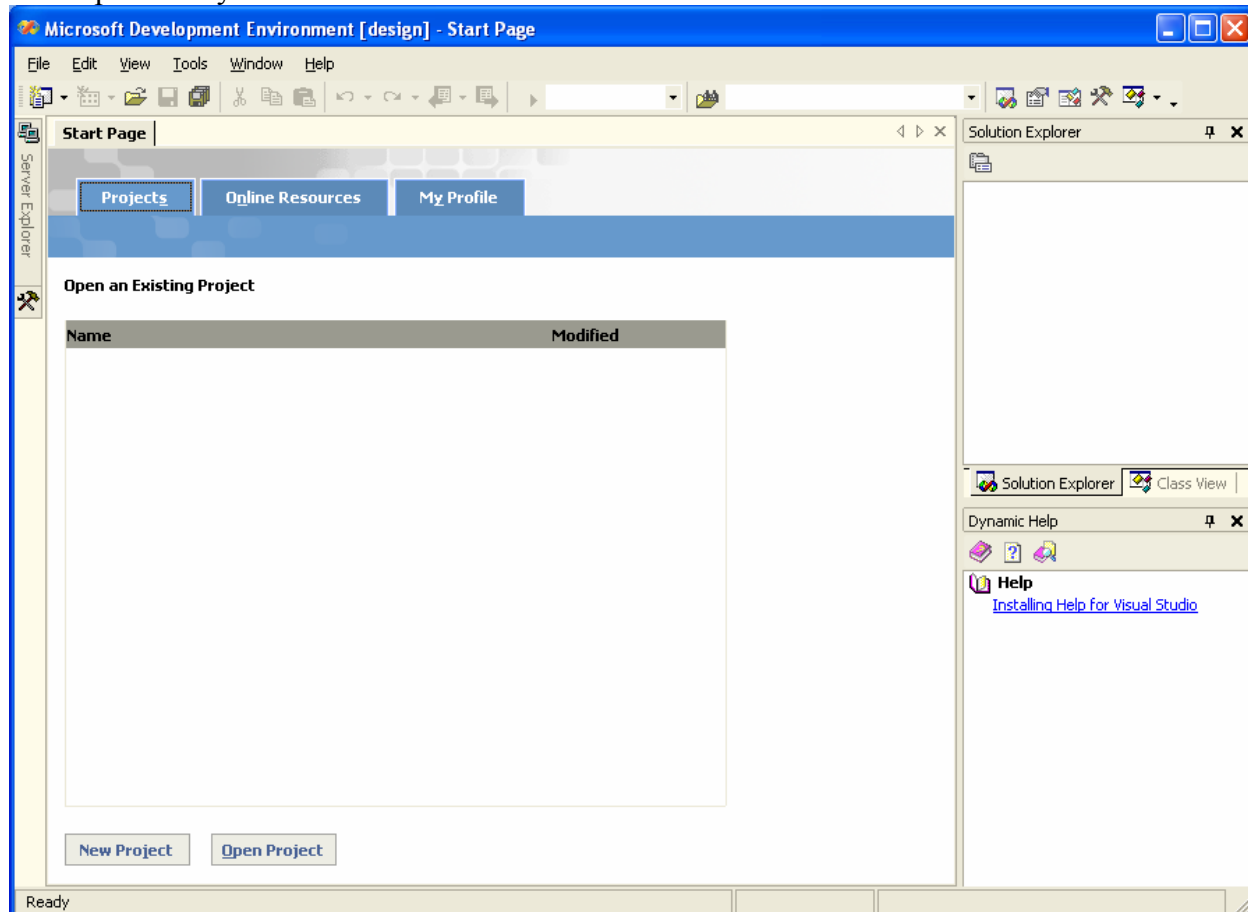 Microsoft Development Environment [design] - Start Page
File Edit View Tools Window Help
Server Explorer
Start Page
Projects Online Resources My Profile
Open an Existing Project
Name Modified
New Project Open Project
Solution Explorer
Solution Explorer Class View
Dynamic Help
Help
Installing Help for Visual Studio
Ready